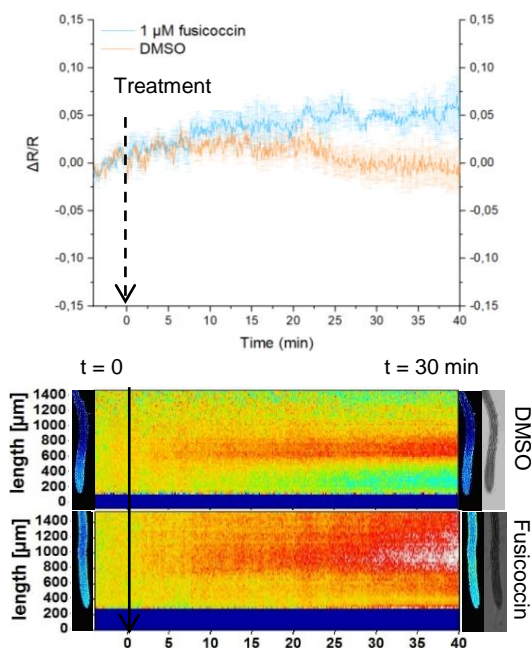 1 µM fusicoccin
DMSO
Treatment
0,15 0,15
0,10 0,10
0,05 0,05
0,00 0,00
-0,05 -0,05
-0,10 -0,10
-0,15 -0,15
ΔR/R
0 5 10 15 20 25 30 35 40
Time (min)
t = 0 t = 30 min
length [µm]
1400
1200
1000
800
600
400
200
0
DMSO
length [µm]
1400
1200
1000
800
600
400
200
0
Fusicoccin
0 5 10 15 20 25 30 35 40